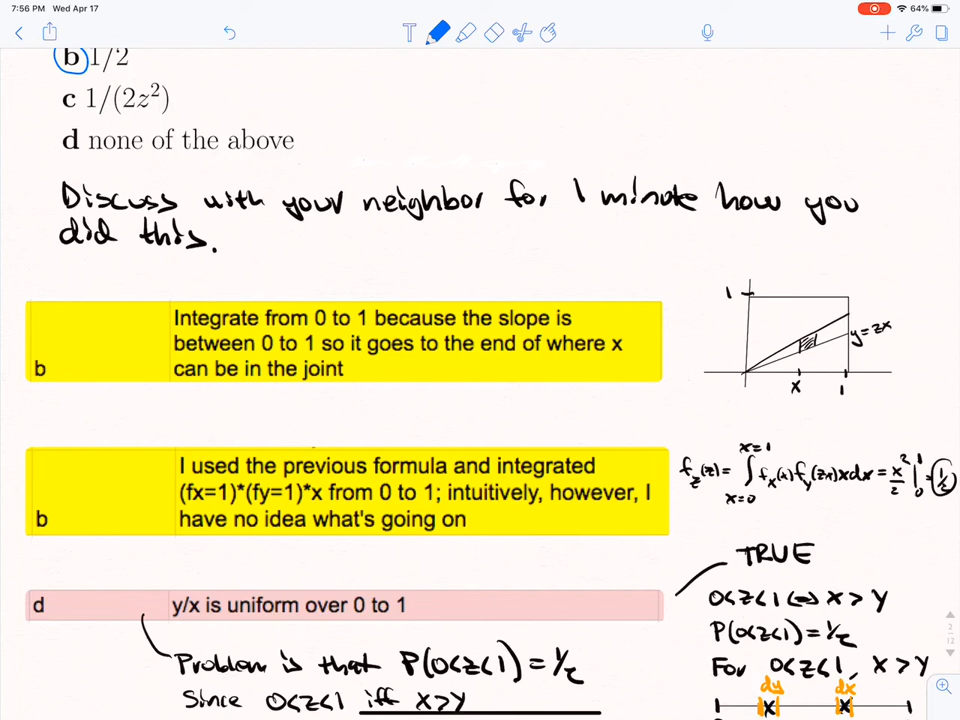 7:56 PM Wed Apr 17
64%
T
b 1/2
c 1/(2z²)
d none of the above
Discuss with your neighbor for 1 minute how you
did this.
b Integrate from 0 to 1 because the slope is
between 0 to 1 so it goes to the end of where x
can be in the joint
1
y=zx
x 1
b I used the previous formula and integrated
(fx=1)*(fy=1)*x from 0 to 1; intuitively, however, I
have no idea what's going on
x=1
f_z(z) = ∫ f_x(x) f_y(zx) x dx = x²/2 |₀¹ = 1/2
x=0
TRUE
d y/x is uniform over 0 to 1
0<z<1 ⟺ x > y
P(0<z<1) = 1/2
For 0<z<1, x > y
Problem is that P(0<z<1) = 1/2
Since 0<z<1 iff x>y
dy dx
x x
2
12